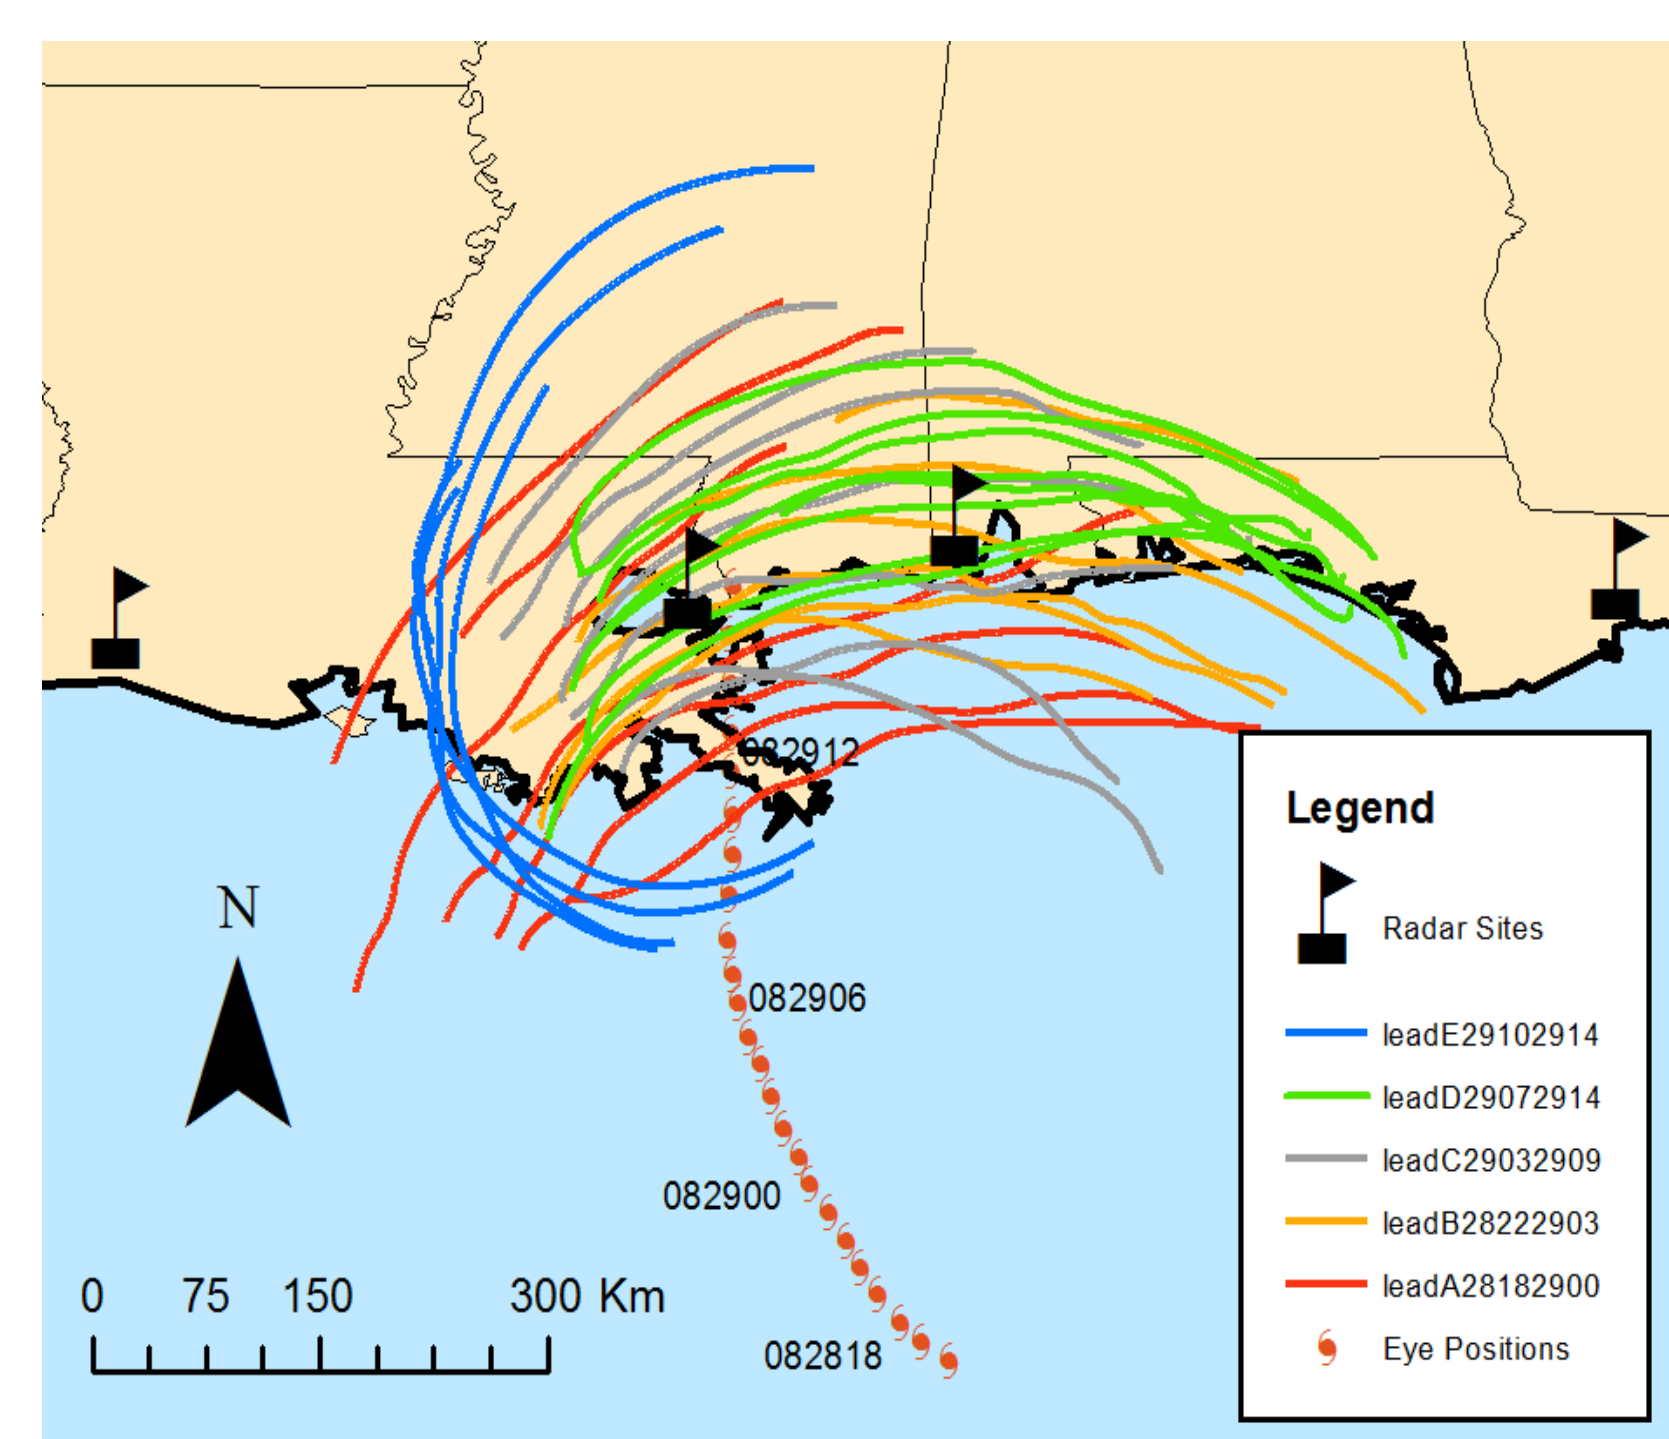 082912
N
082906
082900
0 75 150 300 Km
082818
Legend
Radar Sites
leadE29102914
leadD29072914
leadC29032909
leadB28222903
leadA28182900
Eye Positions